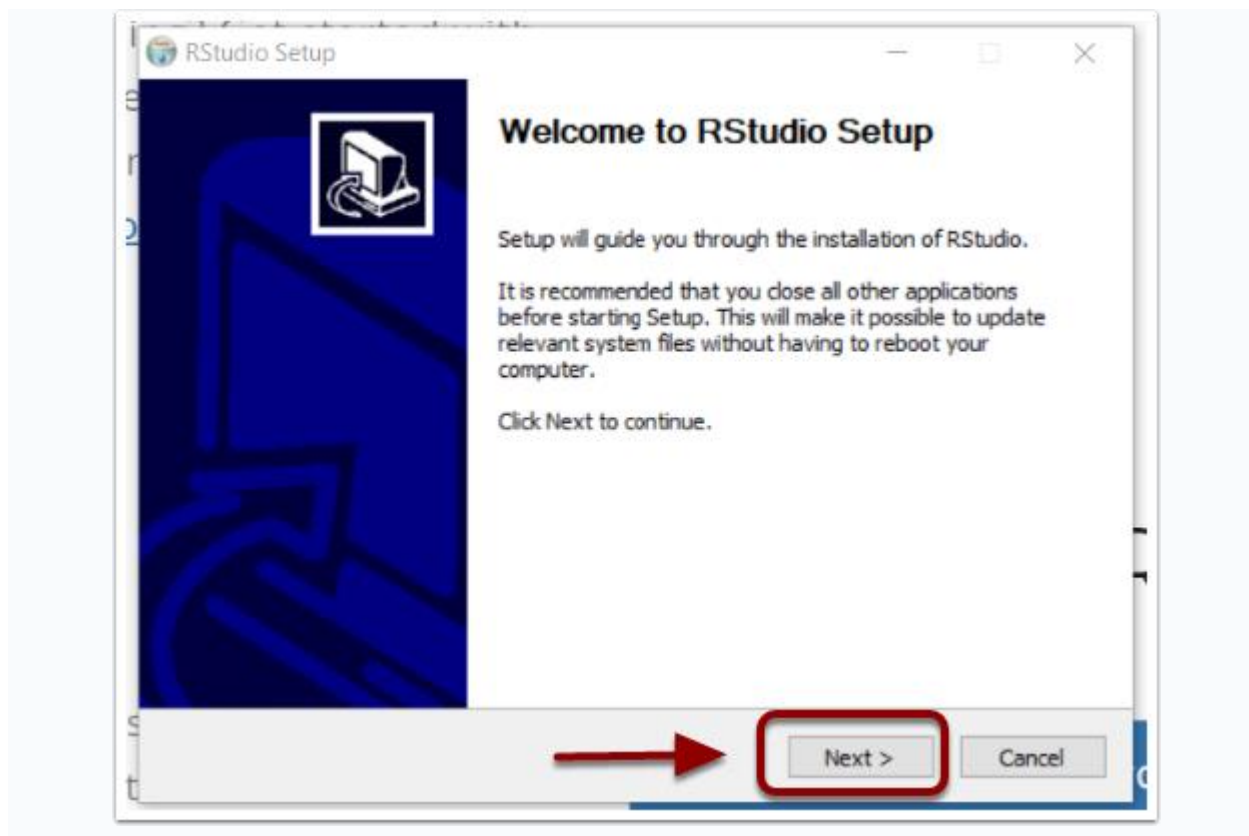 RStudio Setup
Welcome to RStudio Setup
Setup will guide you through the installation of RStudio.
It is recommended that you close all other applications
before starting Setup. This will make it possible to update
relevant system files without having to reboot your
computer.
Click Next to continue.
Next >
Cancel